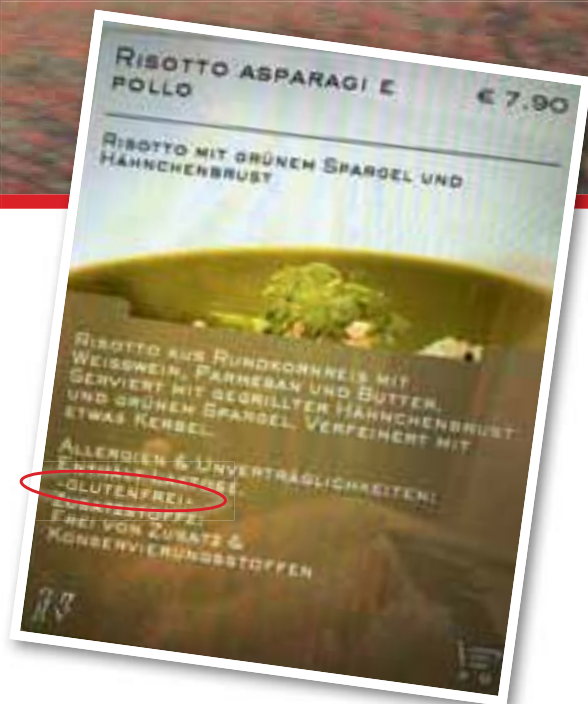 RISOTTO ASPARAGI E
POLLO
€ 7.90
RISOTTO MIT GRÜNEM SPARGEL UND
HÄHNCHENBRUST
RISOTTO AUS RUNDKORNREIS MIT
WEISSWEIN, PARMESAN UND BUTTER.
SERVIERT MIT GEGRILLTER HÄHNCHENBRUST
UND GRÜNEM SPARGEL. VERFEINERT MIT
ETWAS KERBEL.
ALLERGIEN & UNVERTRÄGLICHKEITEN:
-GLUTENFREI-
ZUSATZSTOFFE:
FREI VON ZUSATZ &
KONSERVIERUNGSSTOFFEN